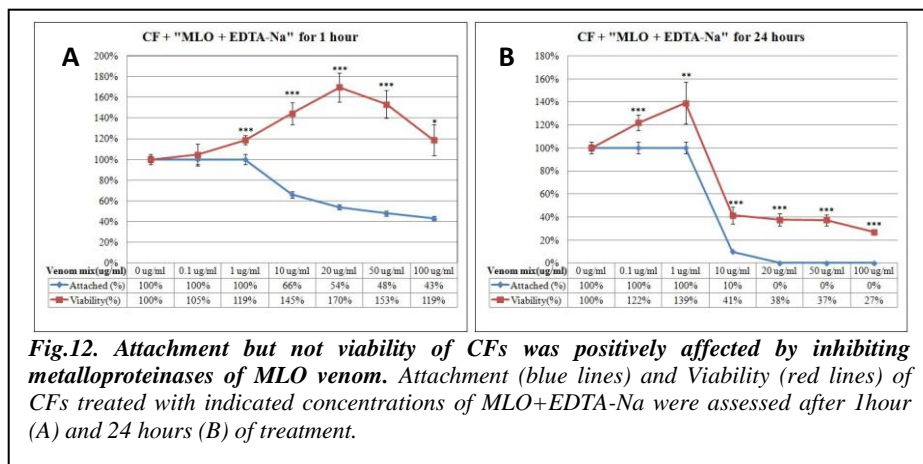 A
CF + "MLO + EDTA-Na" for 1 hour
200%
180%
160%
140%
120%
100%
80%
60%
40%
20%
0%
*** *** *** *** *
Venom mix(ug/ml) 0 ug/ml 0.1 ug/ml 1 ug/ml 10 ug/ml 20 ug/ml 50 ug/ml 100 ug/ml
Attached (%) 100% 100% 100% 66% 54% 48% 43%
Viability(%) 100% 105% 119% 145% 170% 153% 119%
B
CF + "MLO + EDTA-Na" for 24 hours
180%
160%
140%
120%
100%
80%
60%
40%
20%
0%
*** ** *** *** *** ***
Venom mix(ug/ml) 0 ug/ml 0.1 ug/ml 1 ug/ml 10 ug/ml 20 ug/ml 50 ug/ml 100 ug/ml
Attached (%) 100% 100% 100% 10% 0% 0% 0%
Viability(%) 100% 122% 139% 41% 38% 37% 27%
Fig.12. Attachment but not viability of CFs was positively affected by inhibiting
metalloproteinases of MLO venom. Attachment (blue lines) and Viability (red lines) of
CFs treated with indicated concentrations of MLO+EDTA-Na were assessed after 1hour
(A) and 24 hours (B) of treatment.